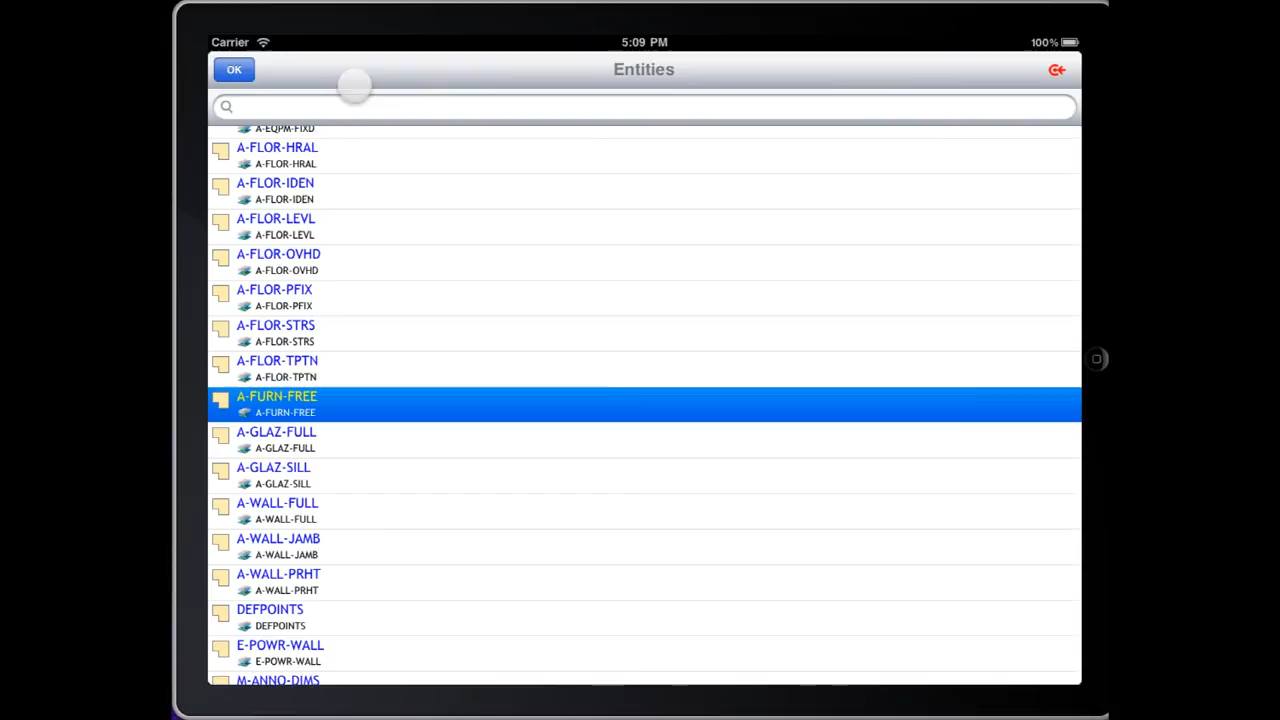 Carrier 5:09 PM 100%
OK Entities
A-EQPM-FIXD
A-FLOR-HRAL
A-FLOR-HRAL
A-FLOR-IDEN
A-FLOR-IDEN
A-FLOR-LEVL
A-FLOR-LEVL
A-FLOR-OVHD
A-FLOR-OVHD
A-FLOR-PFIX
A-FLOR-PFIX
A-FLOR-STRS
A-FLOR-STRS
A-FLOR-TPTN
A-FLOR-TPTN
A-FURN-FREE
A-FURN-FREE
A-GLAZ-FULL
A-GLAZ-FULL
A-GLAZ-SILL
A-GLAZ-SILL
A-WALL-FULL
A-WALL-FULL
A-WALL-JAMB
A-WALL-JAMB
A-WALL-PRHT
A-WALL-PRHT
DEFPOINTS
DEFPOINTS
E-POWR-WALL
E-POWR-WALL
M-ANNO-DIMS